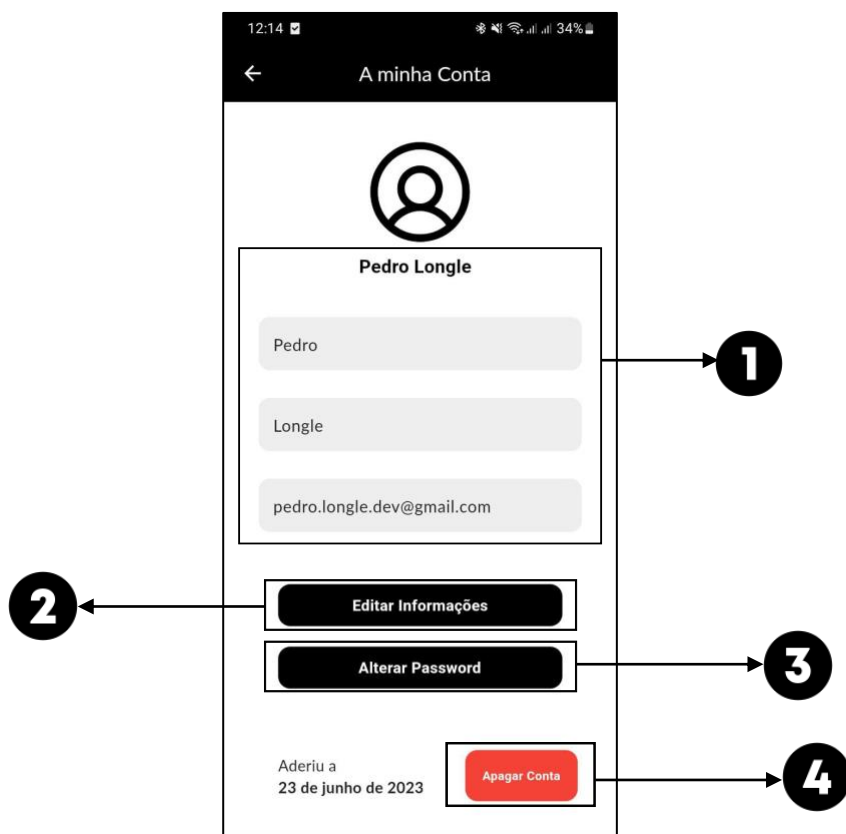 12:14 34%
A minha Conta
Pedro Longle
Pedro
1
Longle
pedro.longle.dev@gmail.com
2
Editar Informações
Alterar Password
3
Aderiu a
23 de junho de 2023
Apagar Conta
4